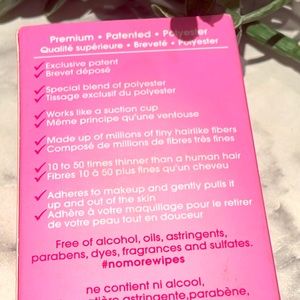 Premium • Patented • Polyester
Qualité supérieure • Breveté • Polyester
Exclusive patent
Brevet déposé
Special blend of polyester
Tissage exclusif du polyester
Works like a suction cup
Même principe qu'une ventouse
Made up of millions of tiny hairlike fibers
Composé de millions de fibres très fines
10 to 50 times thinner than a human hair
Fibres 10 à 50 plus fines qu'un cheveu
Adheres to makeup and gently pulls it
up and out of the skin
Adhère à votre maquillage pour le retirer
de votre peau tout en douceur
Free of alcohol, oils, astringents,
parabens, dyes, fragrances and sulfates.
#nomorewipes
ne contient ni alcool,
astringente, parabène,